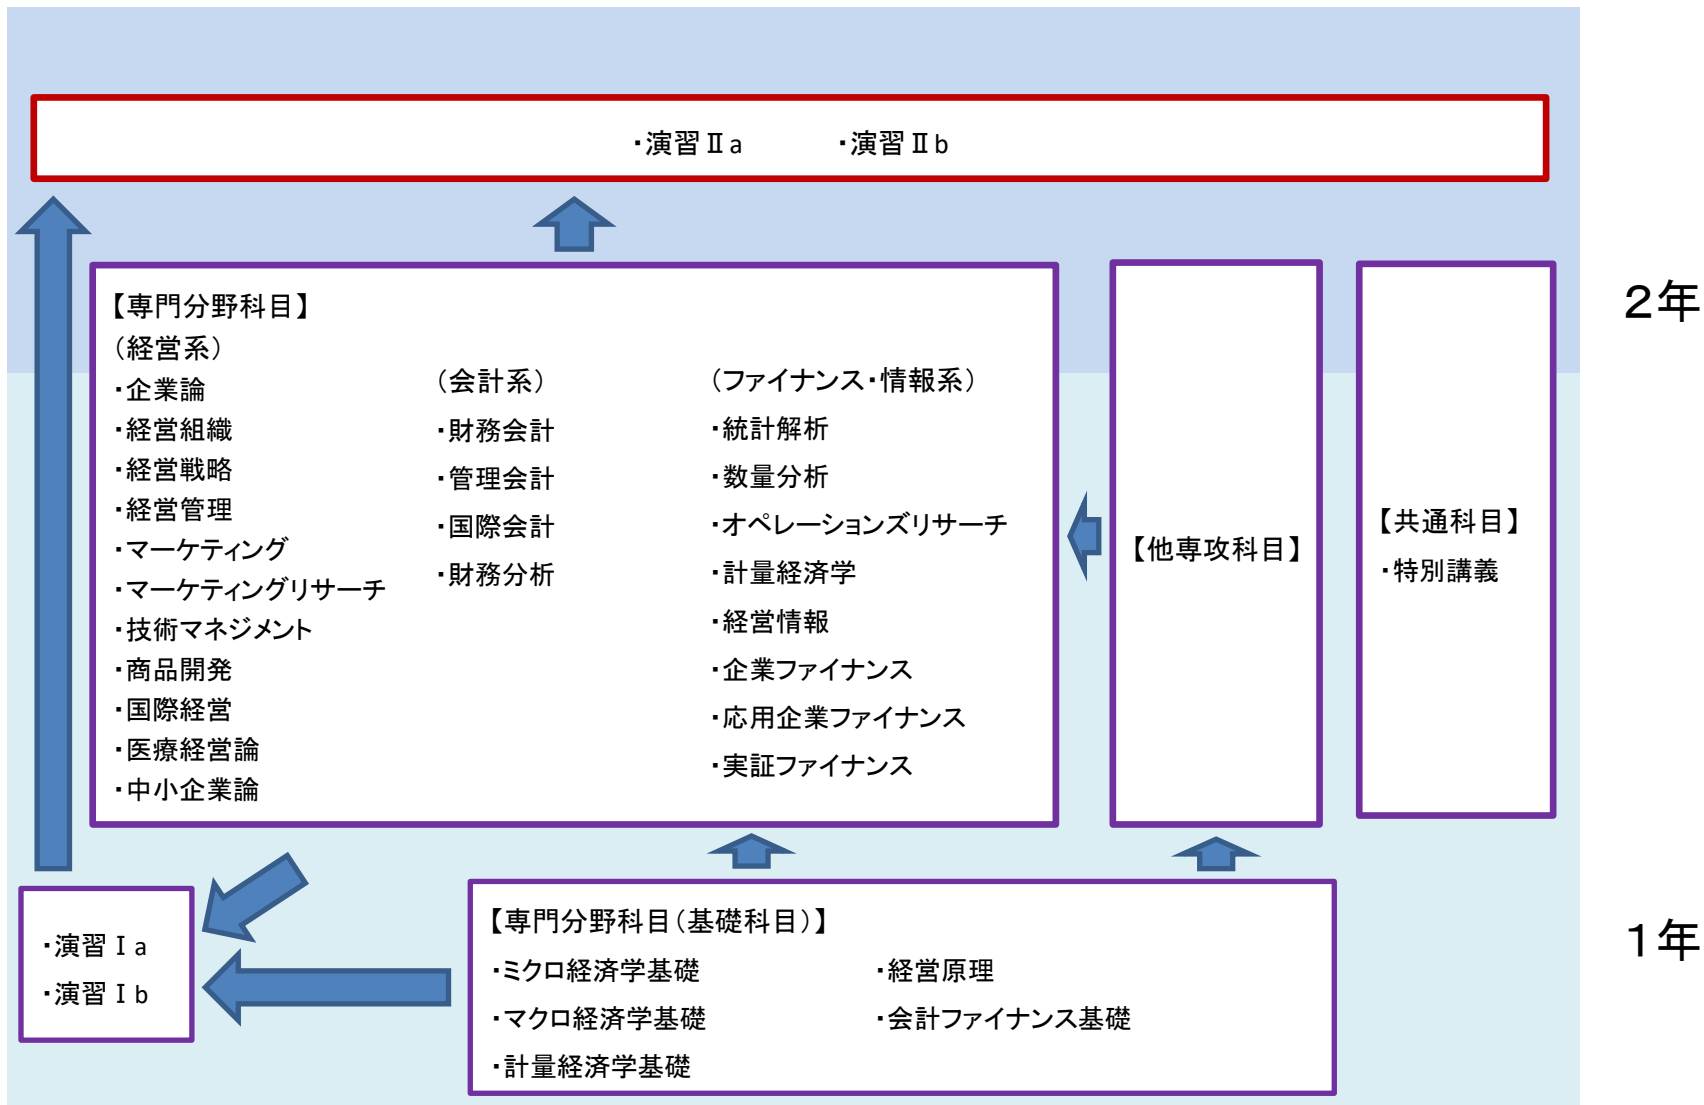 ・演習Ⅱa ・演習Ⅱb
2年
【専門分野科目】
（経営系）
・企業論
・経営組織
・経営戦略
・経営管理
・マーケティング
・マーケティングリサーチ
・技術マネジメント
・商品開発
・国際経営
・医療経営論
・中小企業論
（会計系）
・財務会計
・管理会計
・国際会計
・財務分析
（ファイナンス・情報系）
・統計解析
・数量分析
・オペレーションズリサーチ
・計量経済学
・経営情報
・企業ファイナンス
・応用企業ファイナンス
・実証ファイナンス
【他専攻科目】
【共通科目】
・特別講義
・演習Ⅰa
・演習Ⅰb
【専門分野科目（基礎科目）】
・ミクロ経済学基礎
・マクロ経済学基礎
・計量経済学基礎
・経営原理
・会計ファイナンス基礎
1年